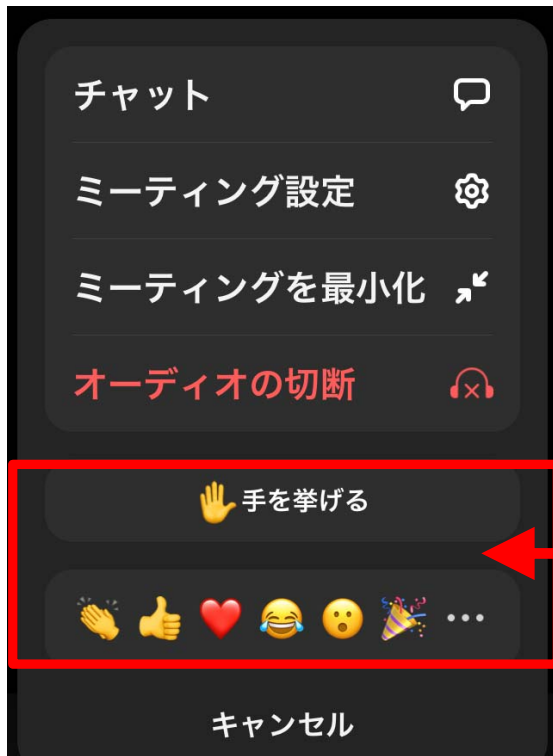 チャット
ミーティング設定
ミーティングを最小化
オーディオの切断
✋手を挙げる
👏👍❤️😂😮🎉…
キャンセル